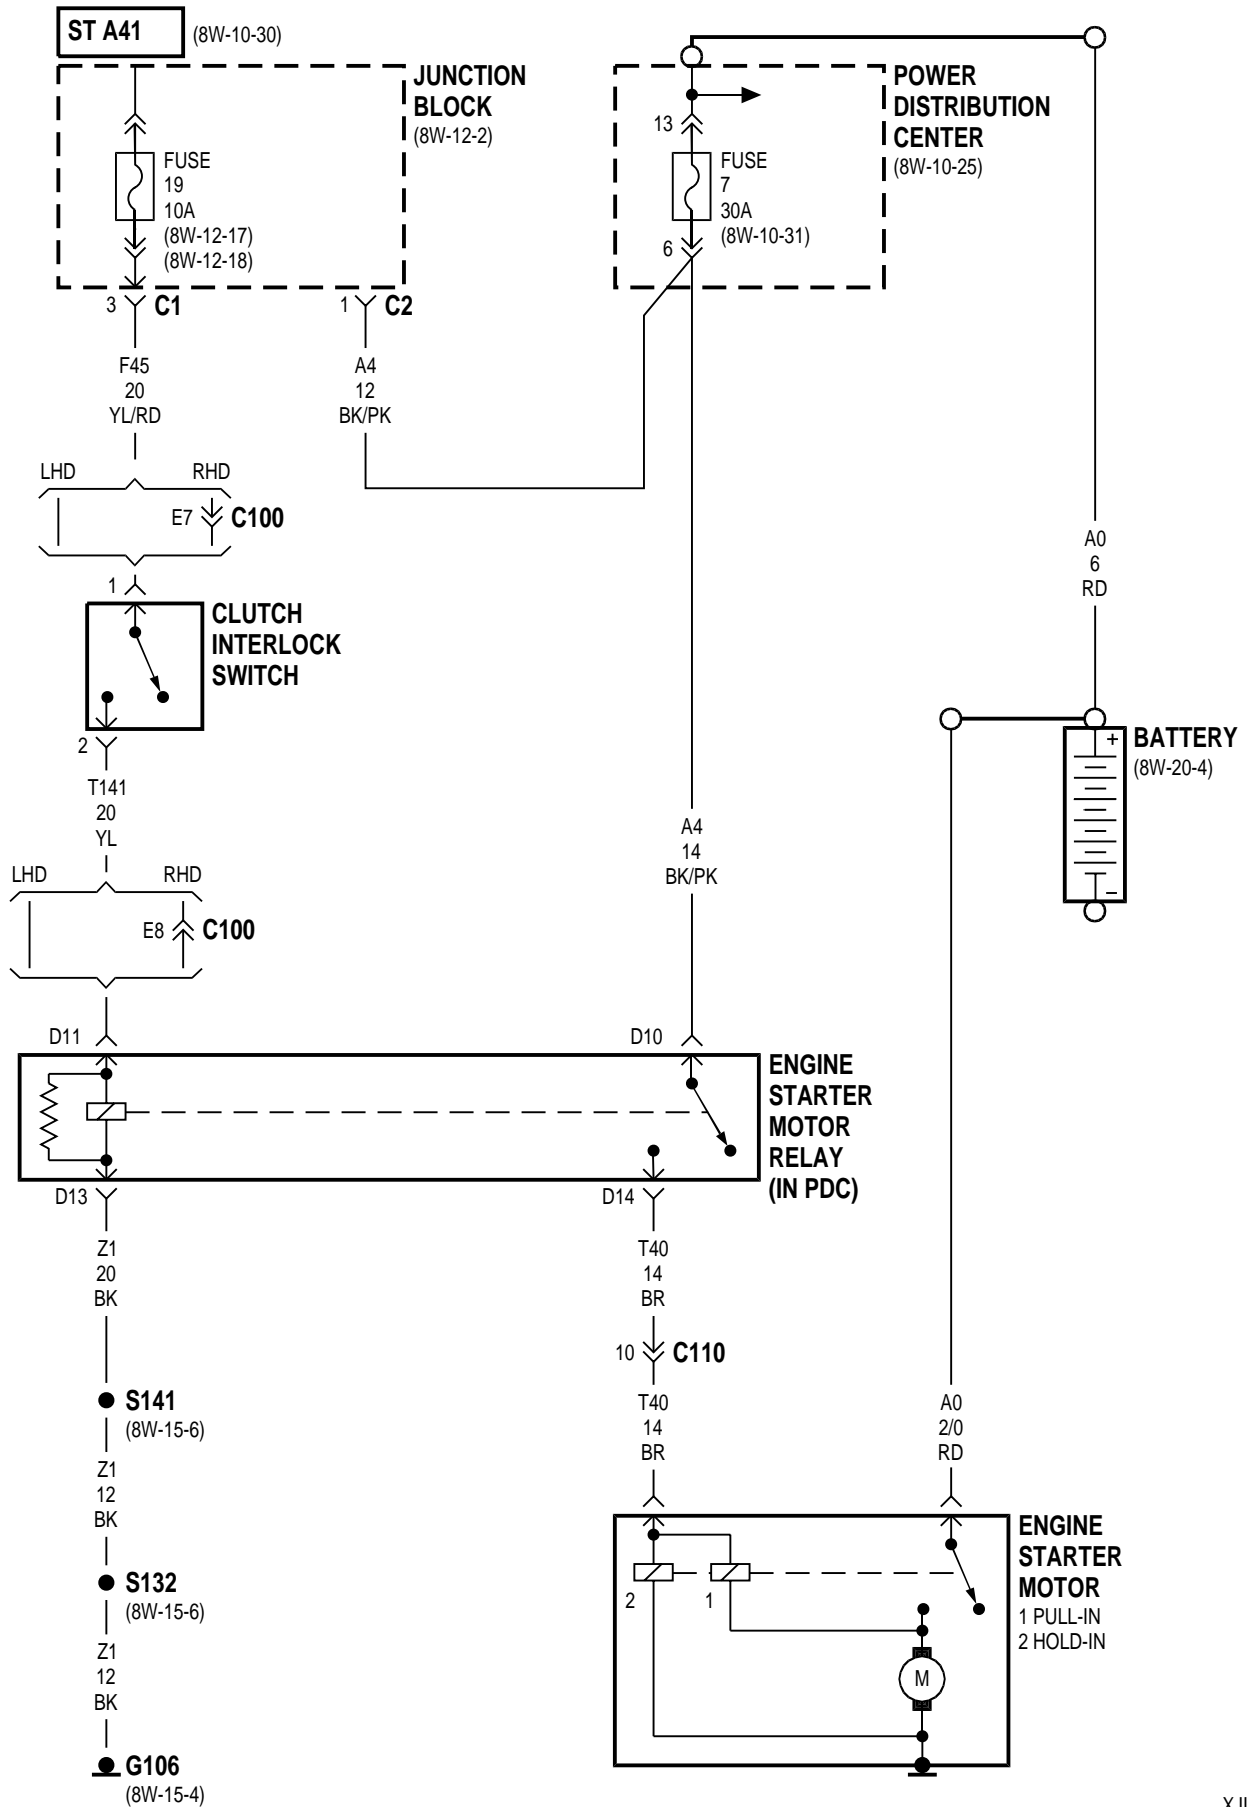 ST A41
(8W-10-30)
JUNCTION
BLOCK
(8W-12-2)
FUSE
19
10A
(8W-12-17)
(8W-12-18)
3
C1
1
C2
POWER
DISTRIBUTION
CENTER
(8W-10-25)
13
FUSE
7
30A
(8W-10-31)
6
F45
20
YL/RD
A4
12
BK/PK
LHD
RHD
E7
C100
1
CLUTCH
INTERLOCK
SWITCH
2
T141
20
YL
LHD
RHD
E8
C100
A0
6
RD
+
BATTERY
(8W-20-4)
–
A4
14
BK/PK
D11
D10
ENGINE
STARTER
MOTOR
RELAY
(IN PDC)
D13
D14
Z1
20
BK
T40
14
BR
10
C110
S141
(8W-15-6)
T40
14
BR
A0
2/0
RD
Z1
12
BK
S132
(8W-15-6)
ENGINE
STARTER
MOTOR
1 PULL-IN
2 HOLD-IN
2
1
M
Z1
12
BK
G106
(8W-15-4)